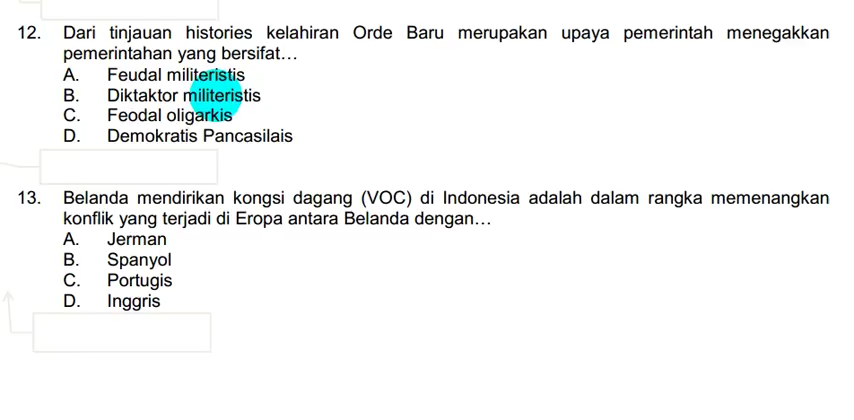 12. Dari tinjauan histories kelahiran Orde Baru merupakan upaya pemerintah menegakkan
pemerintahan yang bersifat…
A. Feudal militeristis
B. Diktaktor militeristis
C. Feodal oligarkis
D. Demokratis Pancasilais
13. Belanda mendirikan kongsi dagang (VOC) di Indonesia adalah dalam rangka memenangkan
konflik yang terjadi di Eropa antara Belanda dengan…
A. Jerman
B. Spanyol
C. Portugis
D. Inggris